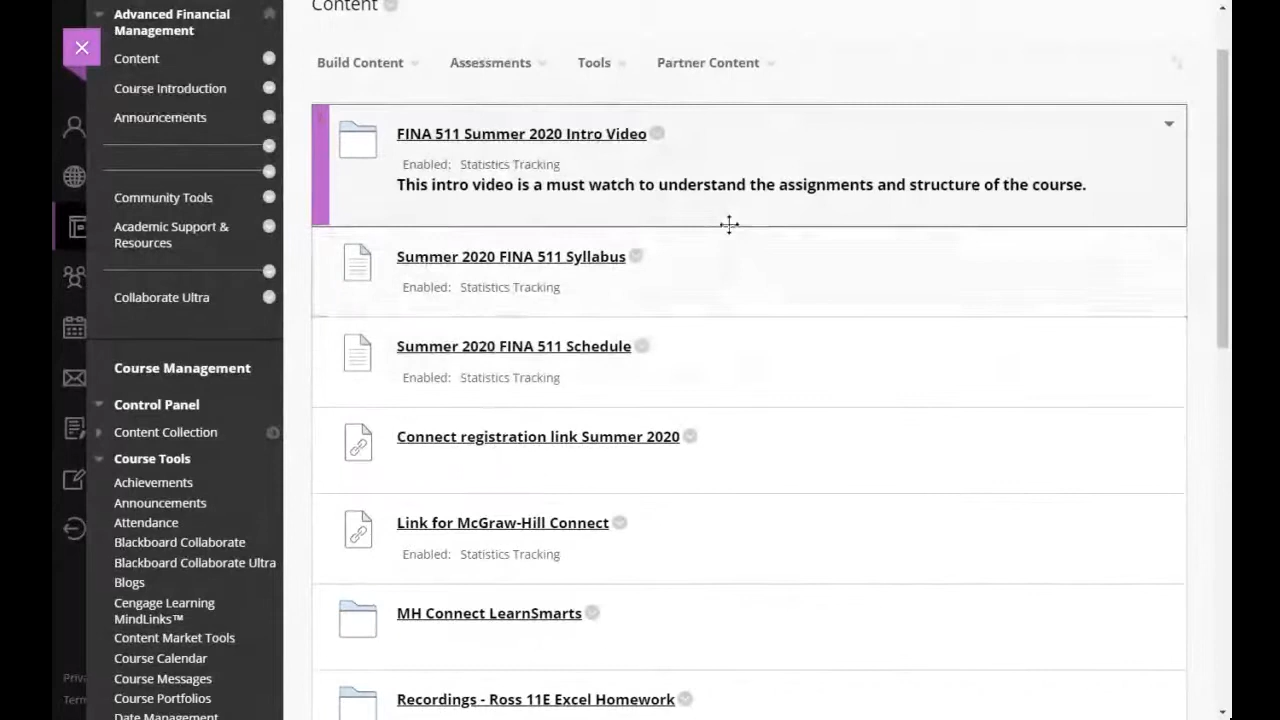 Advanced Financial
Management
Content
Course Introduction
Announcements
Community Tools
Academic Support &
Resources
Collaborate Ultra
Course Management
Control Panel
Content Collection
Course Tools
Achievements
Announcements
Attendance
Blackboard Collaborate
Blackboard Collaborate Ultra
Blogs
Cengage Learning
MindLinks™
Content Market Tools
Course Calendar
Course Messages
Course Portfolios
Date Management
Content
Build Content
Assessments
Tools
Partner Content
FINA 511 Summer 2020 Intro Video
Enabled: Statistics Tracking
This intro video is a must watch to understand the assignments and structure of the course.
Summer 2020 FINA 511 Syllabus
Enabled: Statistics Tracking
Summer 2020 FINA 511 Schedule
Enabled: Statistics Tracking
Connect registration link Summer 2020
Link for McGraw-Hill Connect
Enabled: Statistics Tracking
MH Connect LearnSmarts
Recordings - Ross 11E Excel Homework